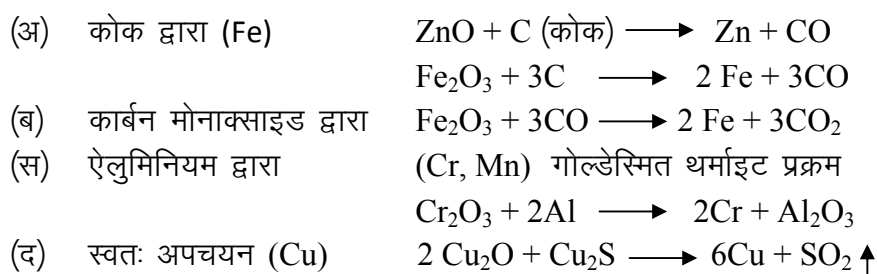 (अ) कोक द्वारा (Fe) ZnO + C (कोक) ⟶ Zn + CO
Fe₂O₃ + 3C ⟶ 2 Fe + 3CO
(ब) कार्बन मोनाक्साइड द्वारा Fe₂O₃ + 3CO ⟶ 2 Fe + 3CO₂
(स) ऐलुमिनियम द्वारा (Cr, Mn) गोल्डेस्मित थर्माइट प्रक्रम
Cr₂O₃ + 2Al ⟶ 2Cr + Al₂O₃
(द) स्वतः अपचयन (Cu) 2 Cu₂O + Cu₂S ⟶ 6Cu + SO₂ ↑